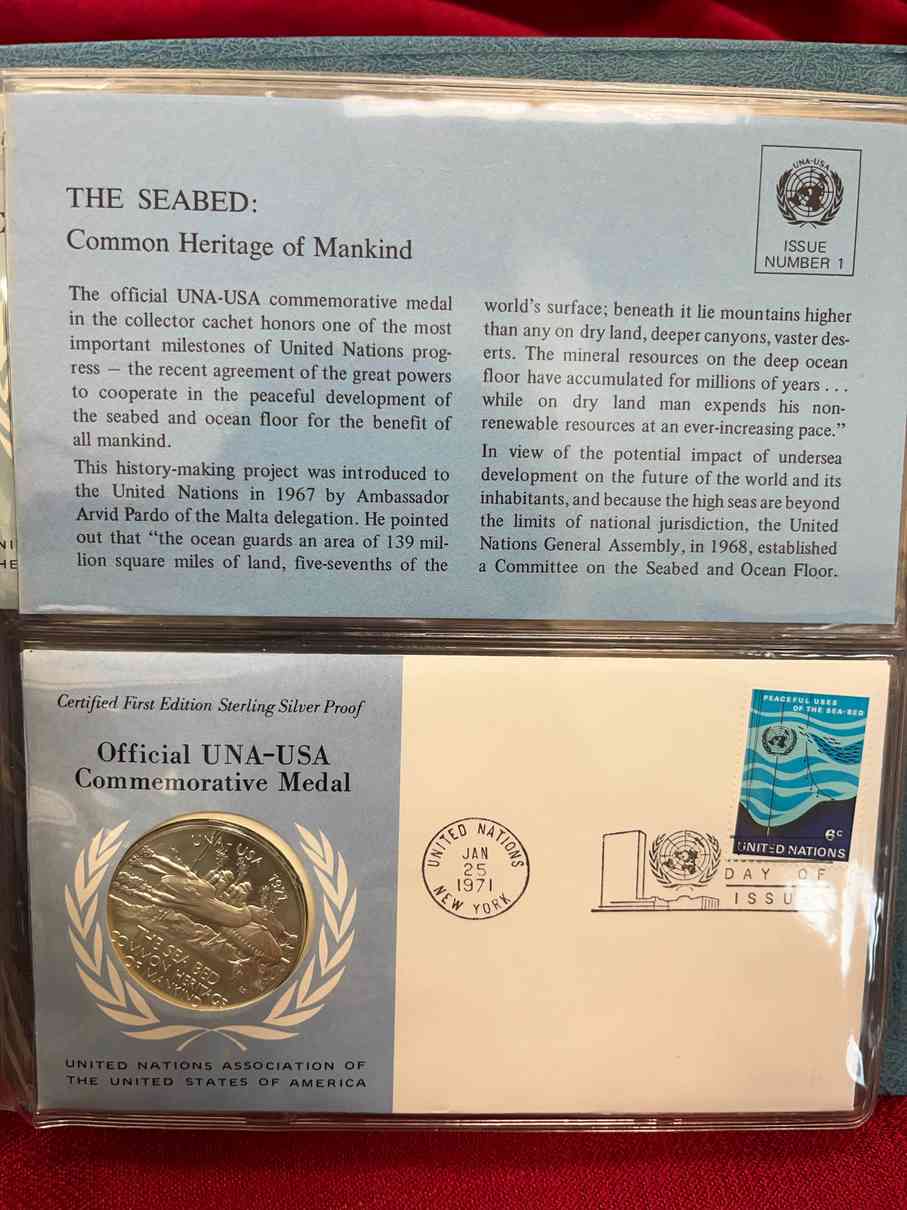 THE SEABED:
Common Heritage of Mankind
UNA-USA
ISSUE
NUMBER 1
The official UNA-USA commemorative medal
in the collector cachet honors one of the most
important milestones of United Nations prog-
ress — the recent agreement of the great powers
to cooperate in the peaceful development of
the seabed and ocean floor for the benefit of
all mankind.
This history-making project was introduced to
the United Nations in 1967 by Ambassador
Arvid Pardo of the Malta delegation. He pointed
out that “the ocean guards an area of 139 mil-
lion square miles of land, five-sevenths of the
world’s surface; beneath it lie mountains higher
than any on dry land, deeper canyons, vaster des-
erts. The mineral resources on the deep ocean
floor have accumulated for millions of years . . .
while on dry land man expends his non-
renewable resources at an ever-increasing pace.”
In view of the potential impact of undersea
development on the future of the world and its
inhabitants, and because the high seas are beyond
the limits of national jurisdiction, the United
Nations General Assembly, in 1968, established
a Committee on the Seabed and Ocean Floor.
Certified First Edition Sterling Silver Proof
Official UNA-USA
Commemorative Medal
UNA-USA
1971
THE SEA BED
COMMON HERITAGE
OF MANKIND
UNITED NATIONS ASSOCIATION OF
THE UNITED STATES OF AMERICA
UNITED NATIONS
JAN
25
1971
NEW YORK
PEACEFUL USES
OF THE SEA-BED
6c
UNITED NATIONS
DAY OF
ISSU